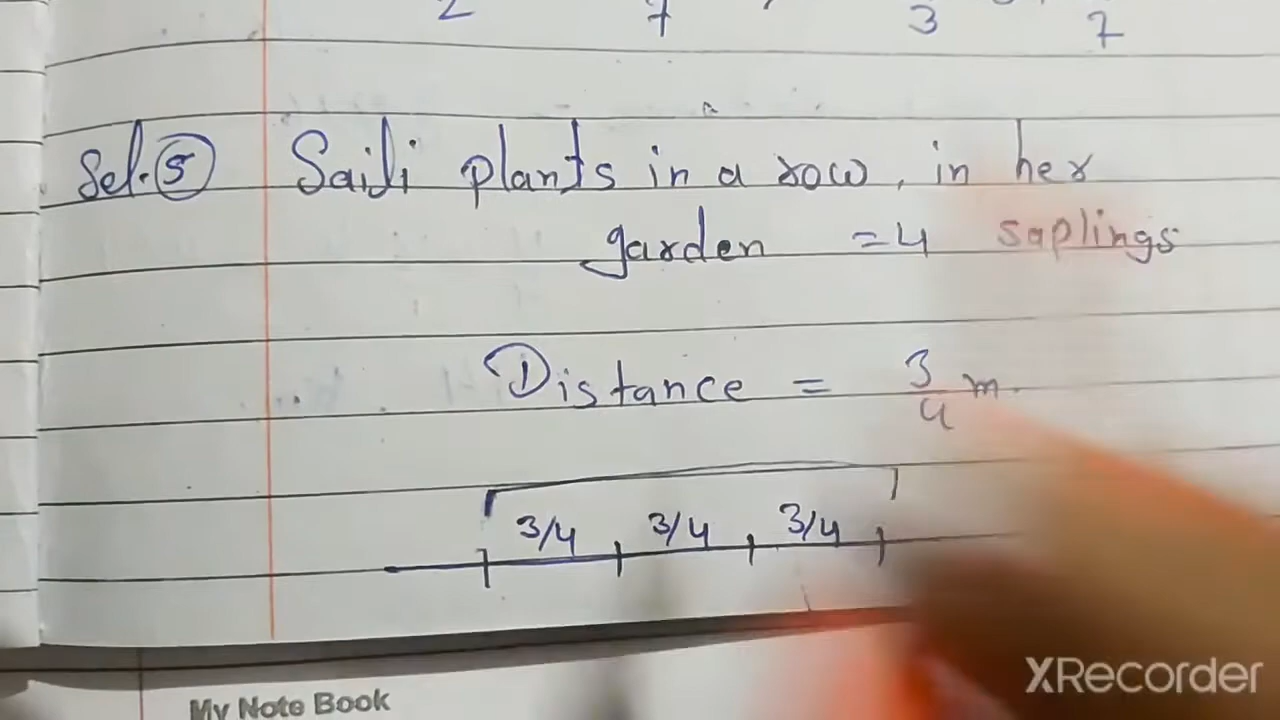 2 7 , 3 7
Sol. 5 Saili plants in a row, in her
garden = 4 saplings
Distance = 3/4 m.
3/4 3/4 3/4
My Note Book
XRecorder